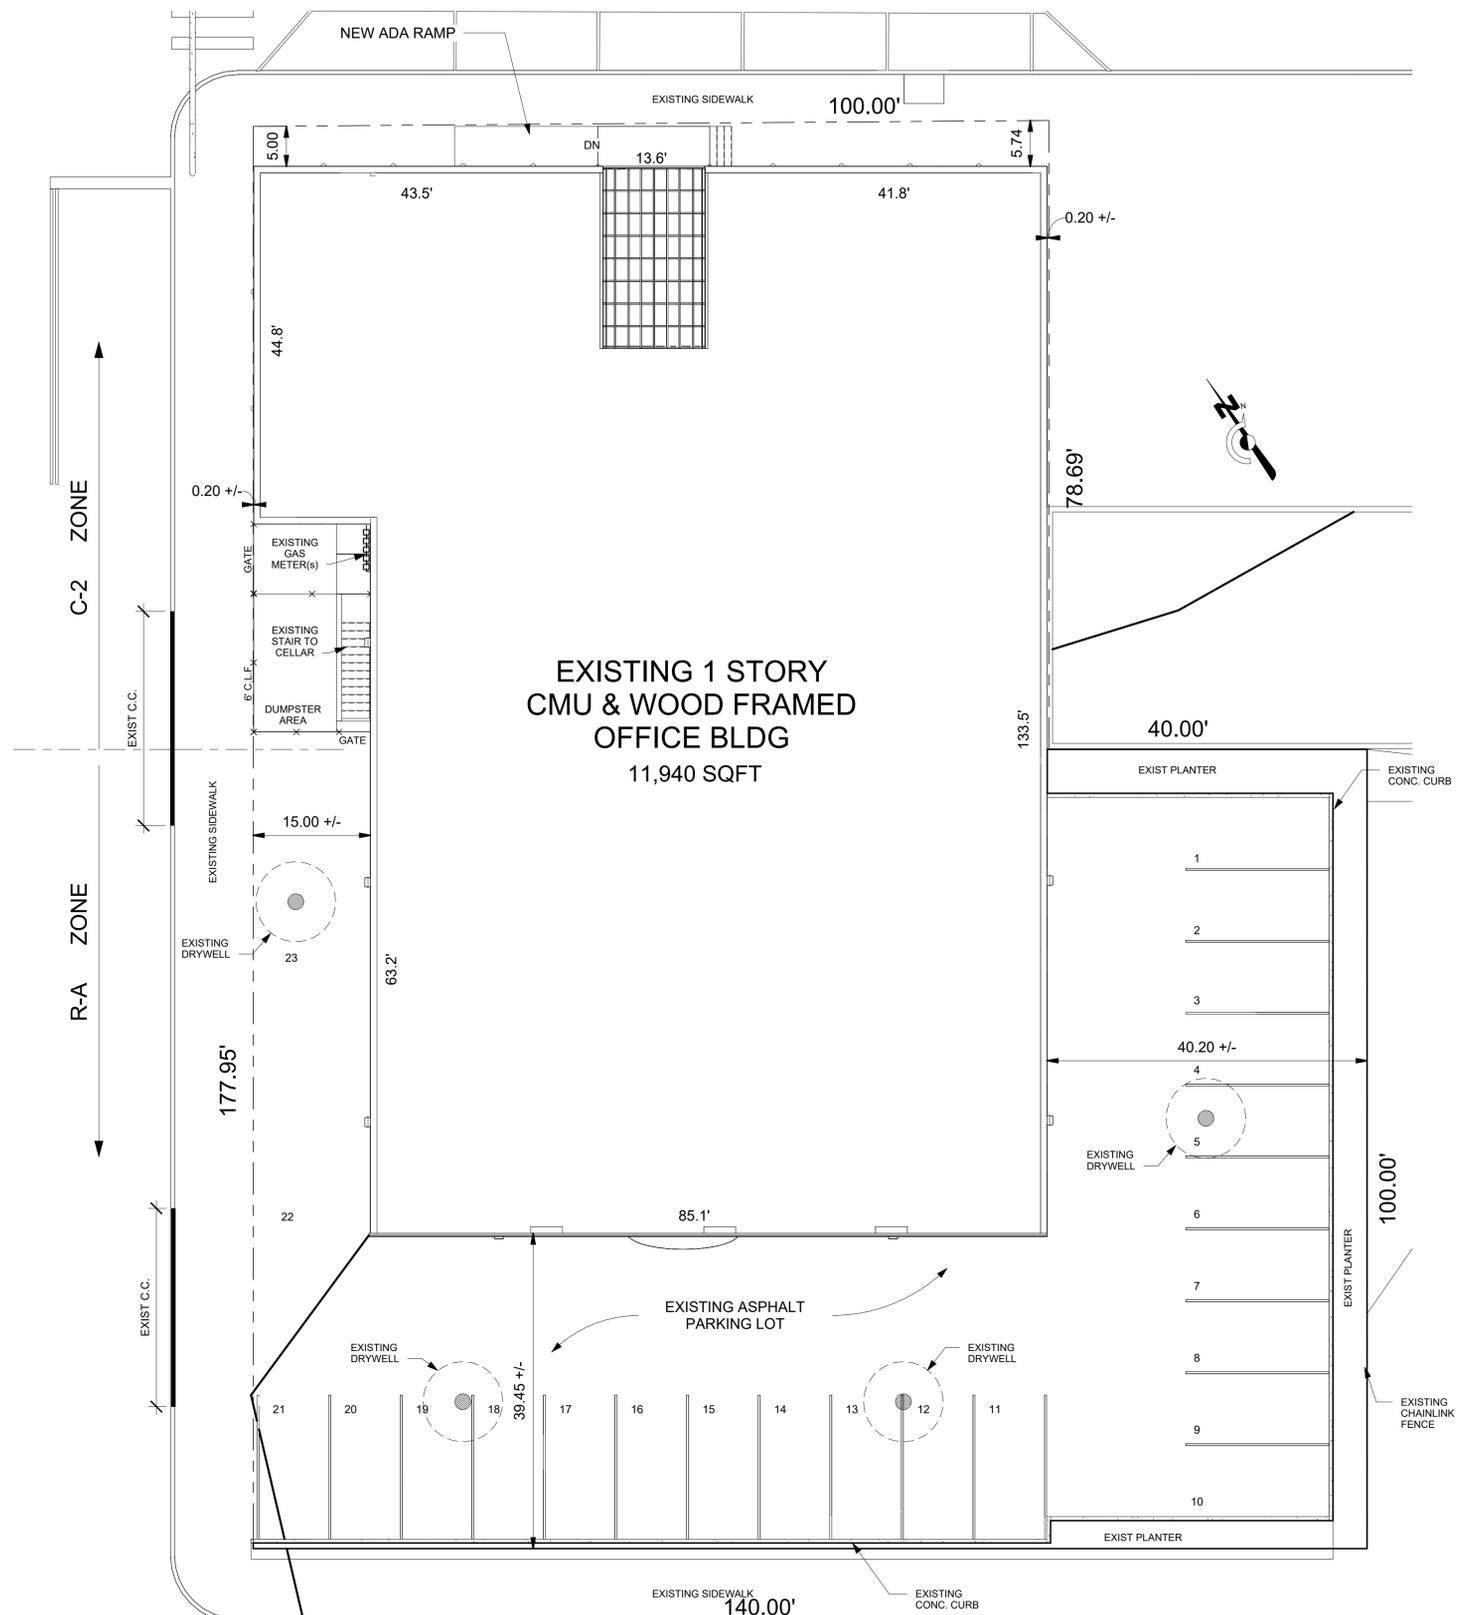 NEW ADA RAMP
EXISTING SIDEWALK
100.00'
5.00
DN
13.6'
5.74
43.5'
41.8'
0.20 +/-
44.8'
N
N
78.69'
0.20 +/-
C-2 ZONE
GATE
EXISTING
GAS
METER(s)
EXISTING
STAIR TO
CELLAR
6' C.L.F.
DUMPSTER
AREA
GATE
EXIST C.C.
EXISTING 1 STORY
CMU & WOOD FRAMED
OFFICE BLDG
11,940 SQFT
133.5'
40.00'
EXIST PLANTER
EXISTING
CONC. CURB
EXISTING SIDEWALK
15.00 +/-
R-A ZONE
EXISTING
DRYWELL
23
63.2'
177.95'
1
2
3
40.20 +/-
4
5
EXISTING
DRYWELL
6
7
8
9
10
100.00'
EXIST PLANTER
22
85.1'
EXIST C.C.
EXISTING ASPHALT
PARKING LOT
EXISTING
DRYWELL
39.45 +/-
EXISTING
DRYWELL
21
20
19
18
17
16
15
14
13
12
11
EXISTING
CHAINLINK
FENCE
EXIST PLANTER
EXISTING SIDEWALK
140.00'
EXISTING
CONC. CURB